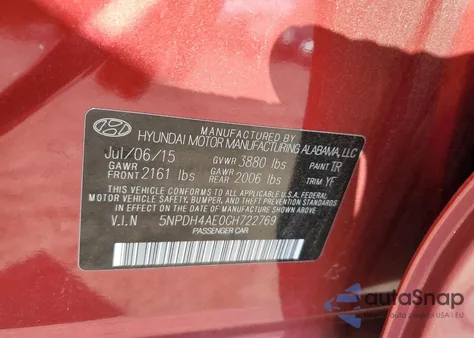 MANUFACTURED BY
HYUNDAI MOTOR MANUFACTURING ALABAMA, LLC
Jul/06/15 GVWR 3880 lbs PAINT TR
GAWR FRONT 2161 lbs GAWR REAR 2006 lbs TRIM YF
THIS VEHICLE CONFORMS TO ALL APPLICABLE U.S.A. FEDERAL
MOTOR VEHICLE SAFETY, BUMPER, AND THEFT PREVENTION
STANDARDS IN EFFECT ON THE DATE OF MANUFACTURE SHOWN ABOVE.
V.I.N 5NPDH4AE0GH722769
PASSENGER CAR
autaSnap